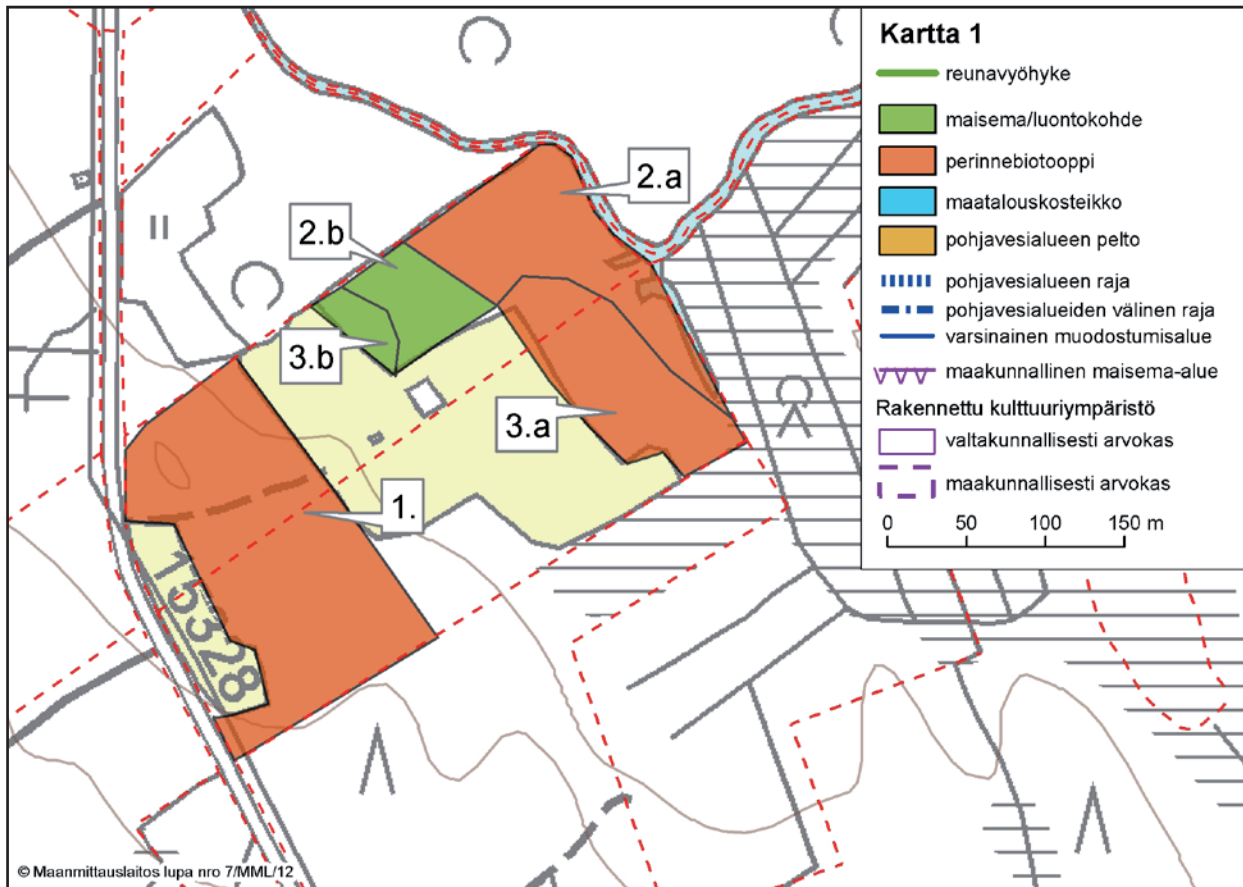 Kartta 1
reunavyöhyke
maisema/luontokohde
perinnebiotooppi
maatalouskosteikko
pohjavesialueen pelto
pohjavesialueen raja
pohjavesialueiden välinen raja
varsinainen muodostumisalue
maakunnallinen maisema-alue
Rakennettu kulttuuriympäristö
valtakunnallisesti arvokas
maakunnallisesti arvokas
0 50 100 150 m
2.a
2.b
3.b
3.a
1.
15328
© Maanmittauslaitos lupa nro 7/MML/12